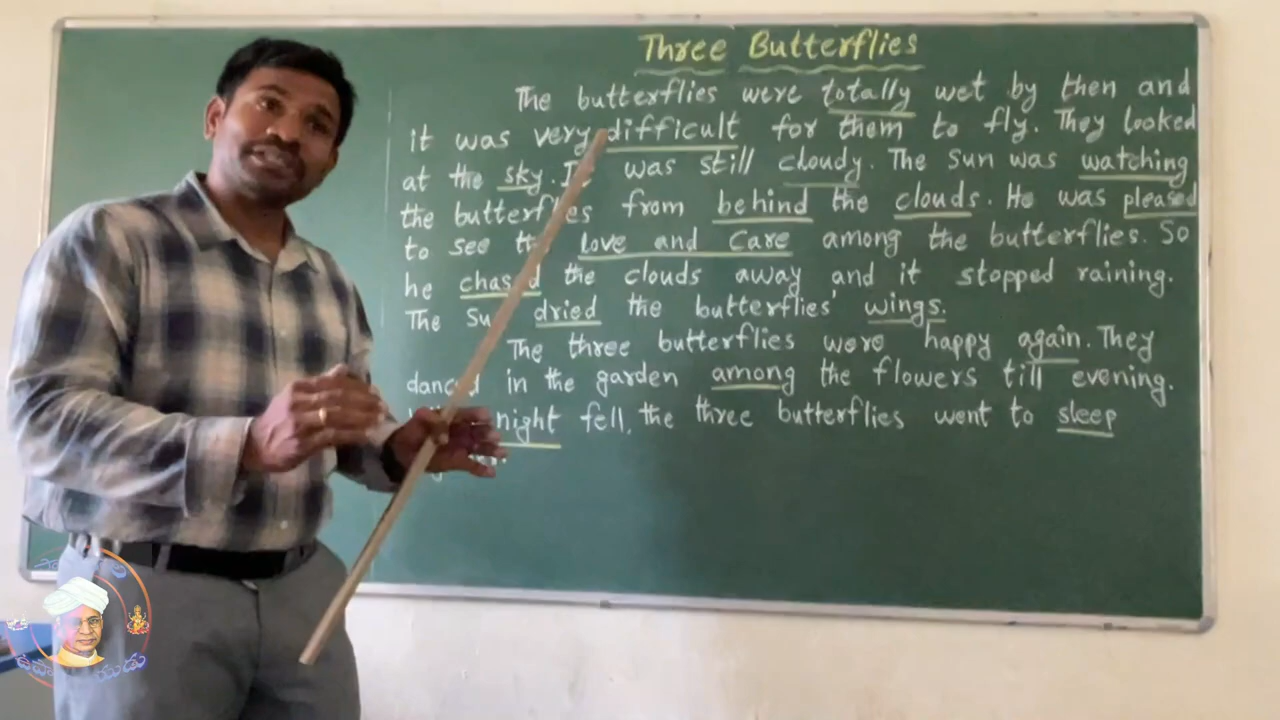 Three Butterflies
The butterflies were totally wet by then and
it was very difficult for them to fly. They looked
at the sky. It was still cloudy. The Sun was watching
the butterflies from behind the clouds. He was pleased
to see the love and care among the butterflies. So
he chased the clouds away and it stopped raining.
The Sun dried the butterflies' wings.
The three butterflies were happy again. They
danced in the garden among the flowers till evening.
night fell, the three butterflies went to sleep